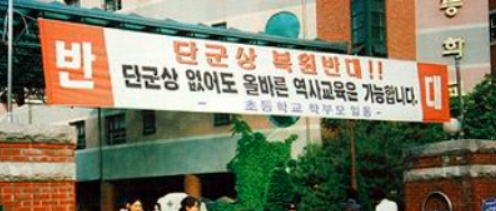 반 대
단군상 복원반대!!
단군상 없어도 올바른 역사교육은 가능합니다.
- 초등학교 학부모 일동 -